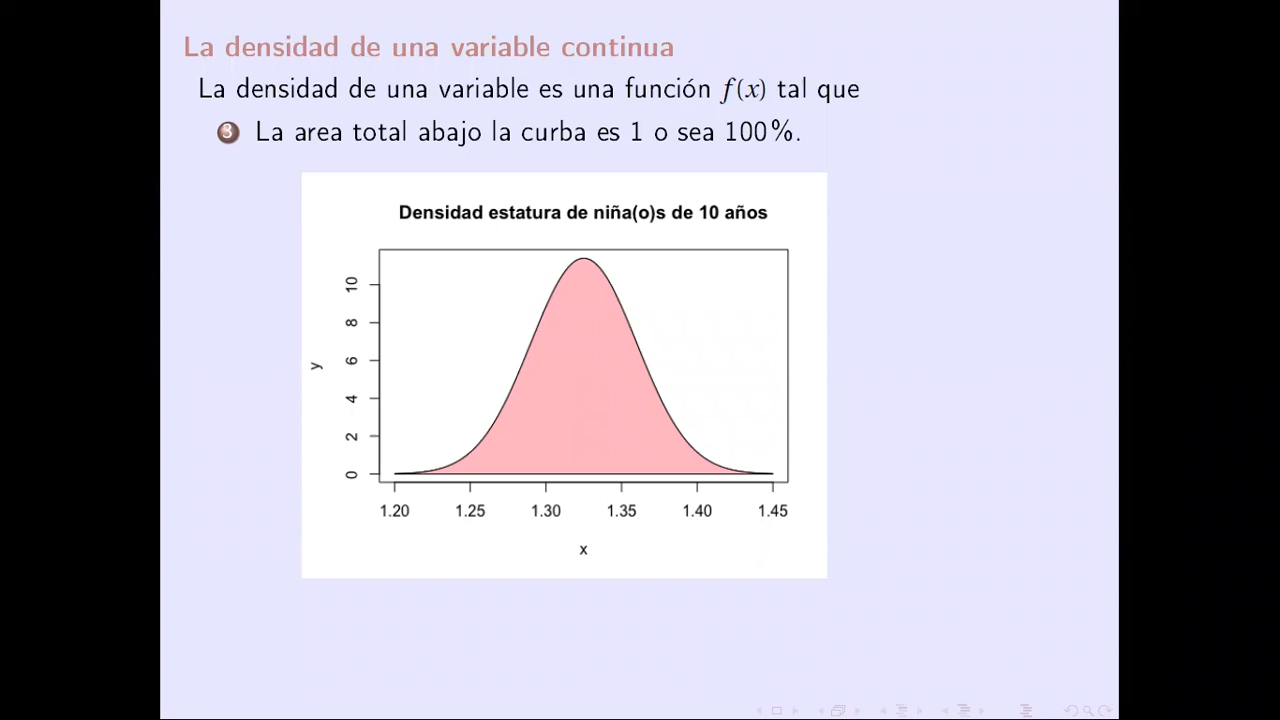 La densidad de una variable continua
La densidad de una variable es una función f(x) tal que
3 La area total abajo la curba es 1 o sea 100%.
Densidad estatura de niña(o)s de 10 años
10
8
6
4
2
0
y
1.20 1.25 1.30 1.35 1.40 1.45
x